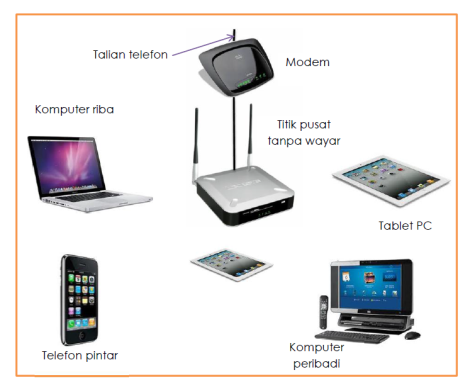 Talian telefon
Modem
Komputer riba
Titik pusat
tanpa wayar
Tablet PC
Telefon pintar
Komputer
peribadi